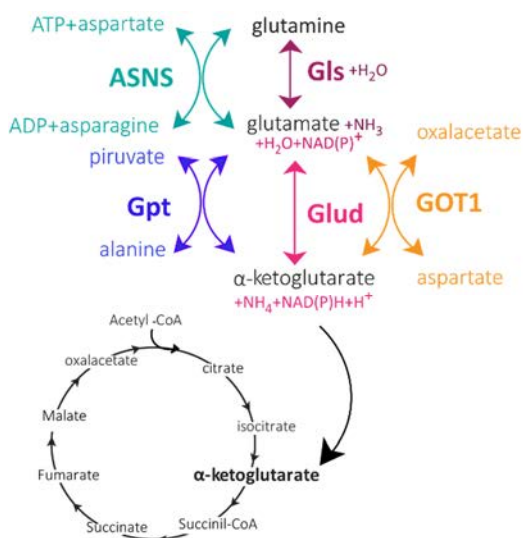 ATP+aspartate
glutamine
ASNS
Gls +H₂O
ADP+asparagine
glutamate +NH₃
+H₂O+NAD(P)⁺
oxalacetate
piruvate
Gpt
Glud
GOT1
alanine
α-ketoglutarate
+NH₄+NAD(P)H+H⁺
aspartate
Acetyl -CoA
oxalacetate
citrate
Malate
isocitrate
α-ketoglutarate
Fumarate
Succinate
Succinil-CoA